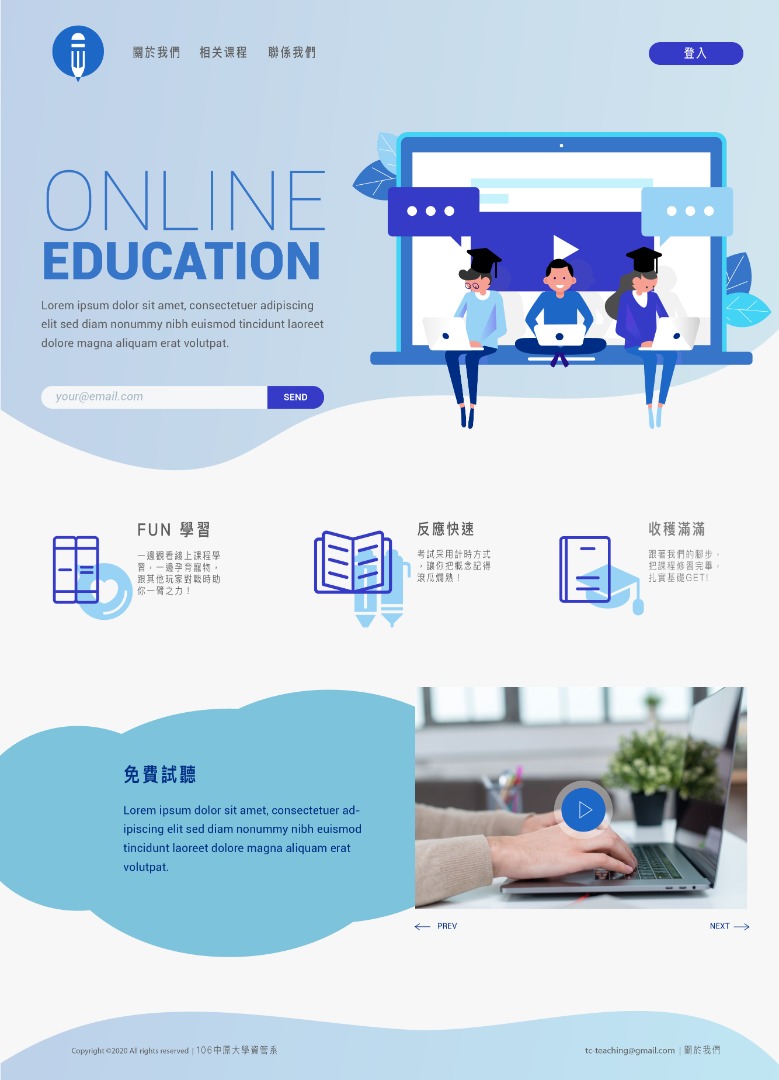 關於我們 相关课程 聯係我們 登入
ONLINE
EDUCATION
Lorem ipsum dolor sit amet, consectetuer adipiscing
elit sed diam nonummy nibh euismod tincidunt laoreet
dolore magna aliquam erat volutpat.
your@email.com SEND
FUN 學習
一邊觀看線上課程學
習，一邊孕育寵物，
跟其他玩家對戰時助
你一臂之力！
反應快速
考試采用計時方式
，讓你把概念記得
滾瓜爛熟！
收穫滿滿
跟著我們的腳步，
把課程修習完畢，
扎實基礎GET!
免費試聽
Lorem ipsum dolor sit amet, consectetuer ad-
ipiscing elit sed diam nonummy nibh euismod
tincidunt laoreet dolore magna aliquam erat
volutpat.
PREV NEXT
Copyright ©2020 All rights reserved | 106中原大學資管系
tc-teaching@gmail.com | 關於我們